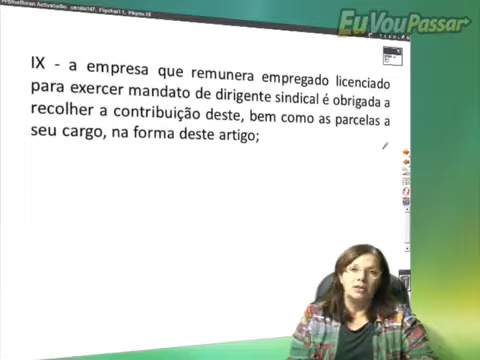 EuVouPassar
IX - a empresa que remunera empregado licenciado
para exercer mandato de dirigente sindical é obrigada a
recolher a contribuição deste, bem como as parcelas a
seu cargo, na forma deste artigo;